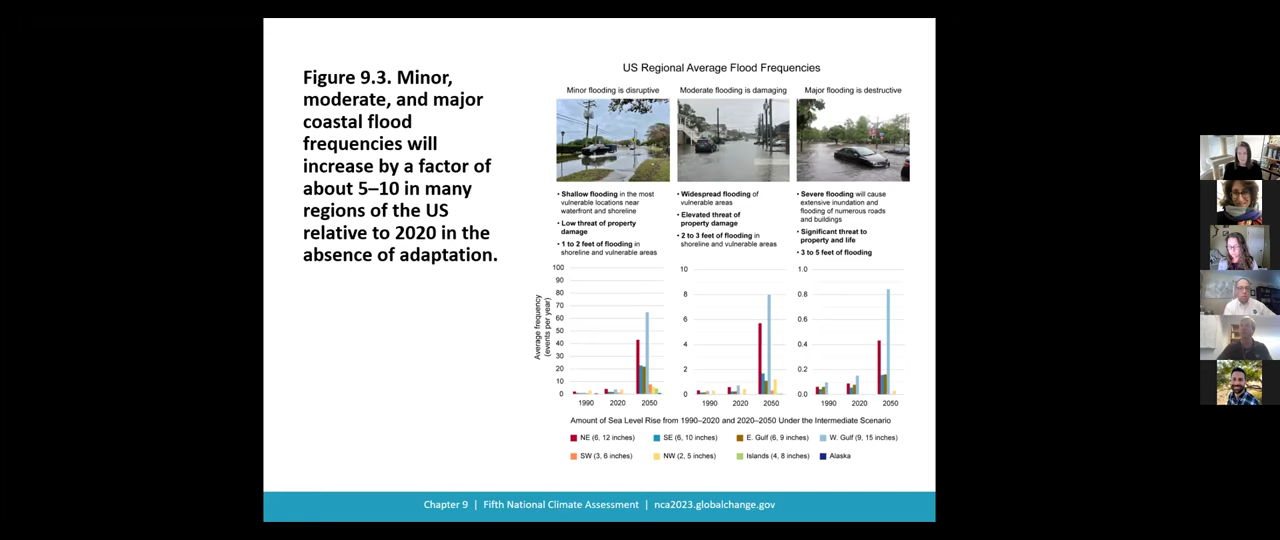 Figure 9.3. Minor,
moderate, and major
coastal flood
frequencies will
increase by a factor of
about 5–10 in many
regions of the US
relative to 2020 in the
absence of adaptation.
US Regional Average Flood Frequencies
Minor flooding is disruptive
• Shallow flooding in the most
vulnerable locations near
waterfront and shoreline
• Low threat of property
damage
• 1 to 2 feet of flooding in
shoreline and vulnerable areas
Moderate flooding is damaging
• Widespread flooding of
vulnerable areas
• Elevated threat of
property damage
• 2 to 3 feet of flooding in
shoreline and vulnerable areas
Major flooding is destructive
• Severe flooding will cause
extensive inundation and
flooding of numerous roads
and buildings
• Significant threat to
property and life
• 3 to 5 feet of flooding
Average frequency
(events per year)
100
90
80
70
60
50
40
30
20
10
0
1990 2020 2050
10
8
6
4
2
0
1990 2020 2050
1.0
0.8
0.6
0.4
0.2
0.0
1990 2020 2050
Amount of Sea Level Rise from 1990–2020 and 2020–2050 Under the Intermediate Scenario
NE (6, 12 inches) SE (6, 10 inches) E. Gulf (6, 9 inches) W. Gulf (9, 15 inches)
SW (3, 6 inches) NW (2, 5 inches) Islands (4, 8 inches) Alaska
Chapter 9 | Fifth National Climate Assessment | nca2023.globalchange.gov